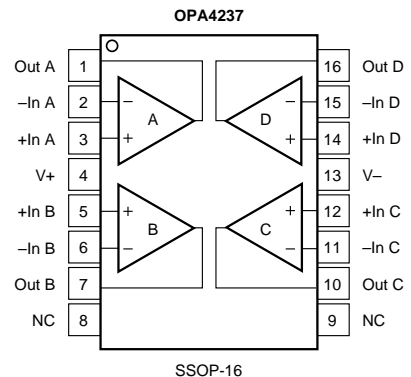 OPA4237
Out A 1 16 Out D
–In A 2 – – 15 –In D
A D
+In A 3 + + 14 +In D
V+ 4 13 V–
+In B 5 + + 12 +In C
B C
–In B 6 – – 11 –In C
Out B 7 10 Out C
NC 8 9 NC
SSOP-16